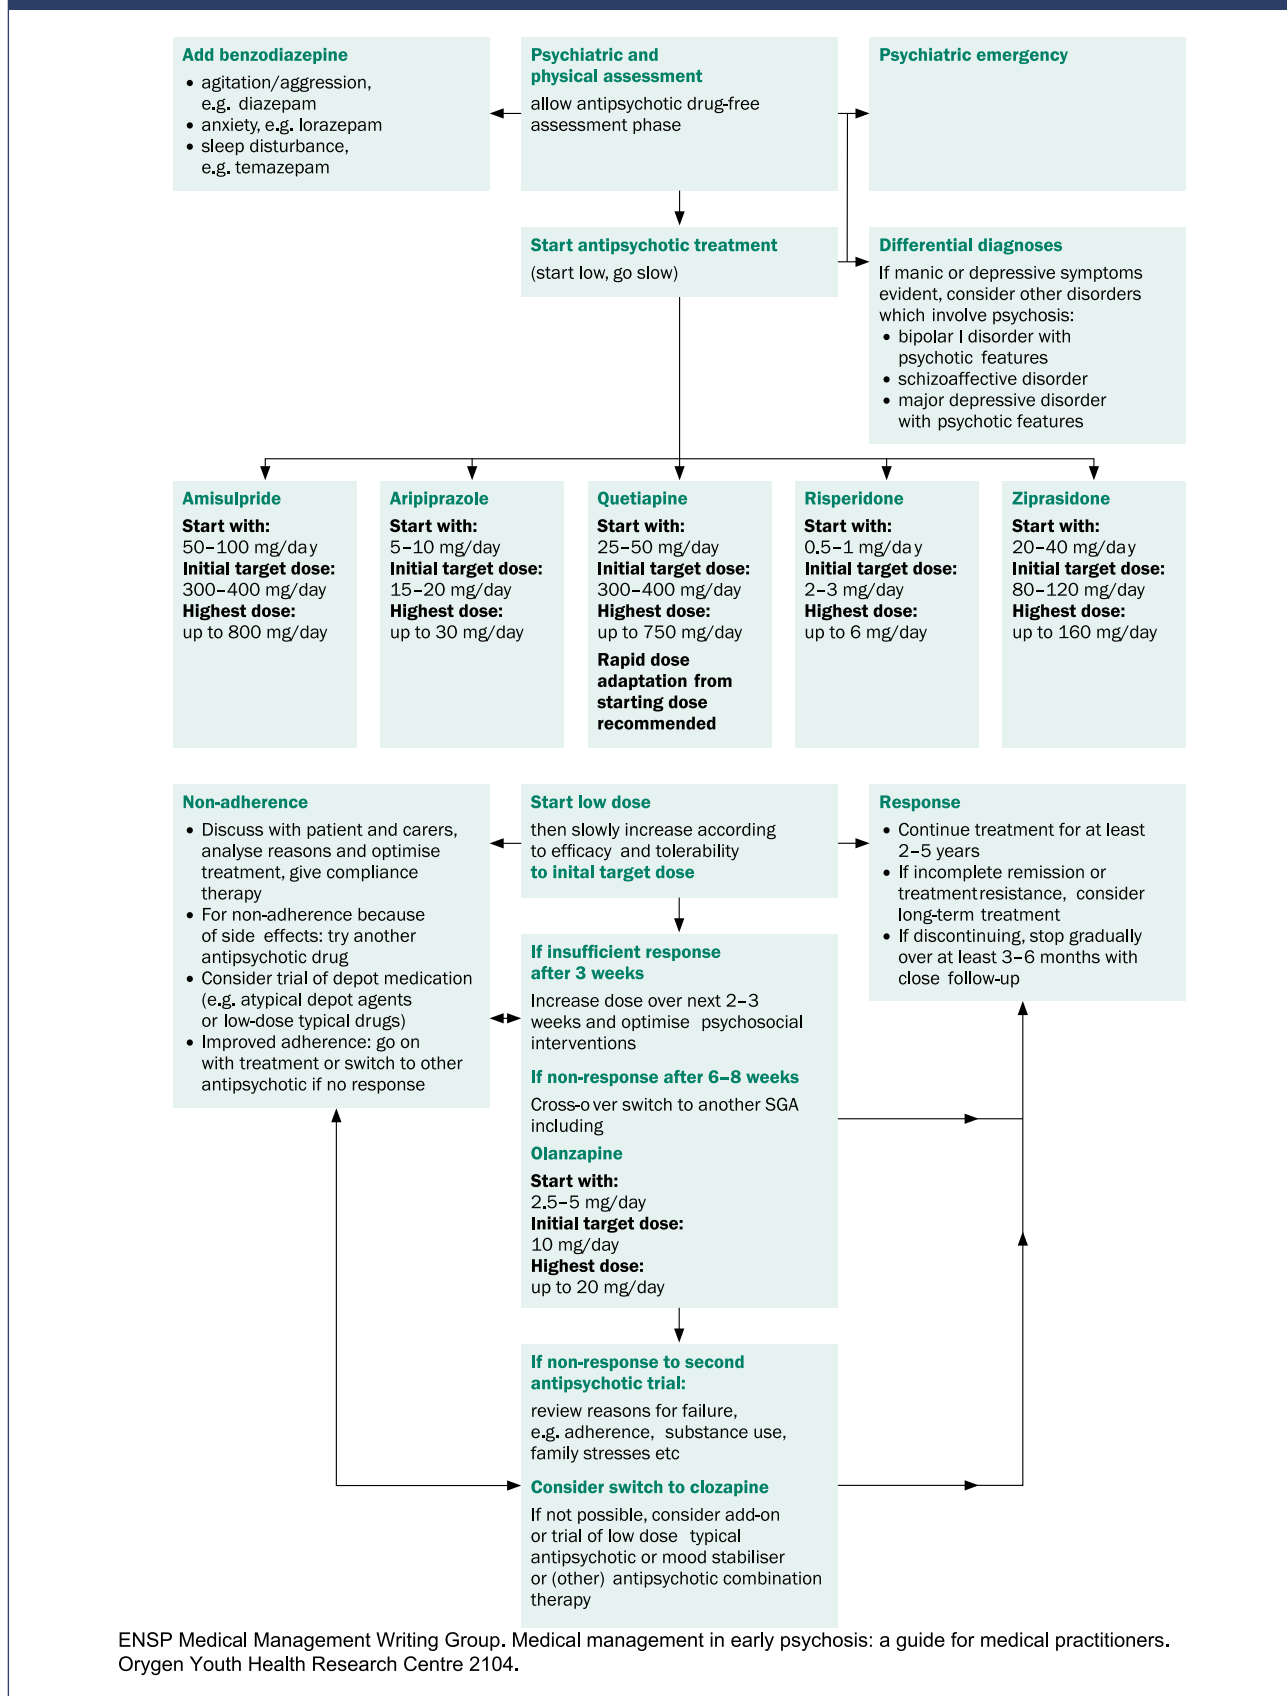 Add benzodiazepine
• agitation/aggression,
e.g. diazepam
• anxiety, e.g. lorazepam
• sleep disturbance,
e.g. temazepam
Psychiatric and
physical assessment
allow antipsychotic drug-free
assessment phase
Psychiatric emergency
Start antipsychotic treatment
(start low, go slow)
Differential diagnoses
If manic or depressive symptoms
evident, consider other disorders
which involve psychosis:
• bipolar I disorder with
psychotic features
• schizoaffective disorder
• major depressive disorder
with psychotic features
Amisulpride
Start with:
50–100 mg/day
Initial target dose:
300–400 mg/day
Highest dose:
up to 800 mg/day
Aripiprazole
Start with:
5–10 mg/day
Initial target dose:
15–20 mg/day
Highest dose:
up to 30 mg/day
Quetiapine
Start with:
25–50 mg/day
Initial target dose:
300–400 mg/day
Highest dose:
up to 750 mg/day
Rapid dose
adaptation from
starting dose
recommended
Risperidone
Start with:
0.5–1 mg/day
Initial target dose:
2–3 mg/day
Highest dose:
up to 6 mg/day
Ziprasidone
Start with:
20–40 mg/day
Initial target dose:
80–120 mg/day
Highest dose:
up to 160 mg/day
Non-adherence
• Discuss with patient and carers,
analyse reasons and optimise
treatment, give compliance
therapy
• For non-adherence because
of side effects: try another
antipsychotic drug
• Consider trial of depot medication
(e.g. atypical depot agents
or low-dose typical drugs)
• Improved adherence: go on
with treatment or switch to other
antipsychotic if no response
Start low dose
then slowly increase according
to efficacy and tolerability
to inital target dose
Response
• Continue treatment for at least
2–5 years
• If incomplete remission or
treatment resistance, consider
long-term treatment
• If discontinuing, stop gradually
over at least 3–6 months with
close follow-up
If insufficient response
after 3 weeks
Increase dose over next 2–3
weeks and optimise psychosocial
interventions
If non-response after 6–8 weeks
Cross-over switch to another SGA
including
Olanzapine
Start with:
2.5–5 mg/day
Initial target dose:
10 mg/day
Highest dose:
up to 20 mg/day
If non-response to second
antipsychotic trial:
review reasons for failure,
e.g. adherence, substance use,
family stresses etc
Consider switch to clozapine
If not possible, consider add-on
or trial of low dose typical
antipsychotic or mood stabiliser
or (other) antipsychotic combination
therapy
ENSP Medical Management Writing Group. Medical management in early psychosis: a guide for medical practitioners.
Orygen Youth Health Research Centre 2104.